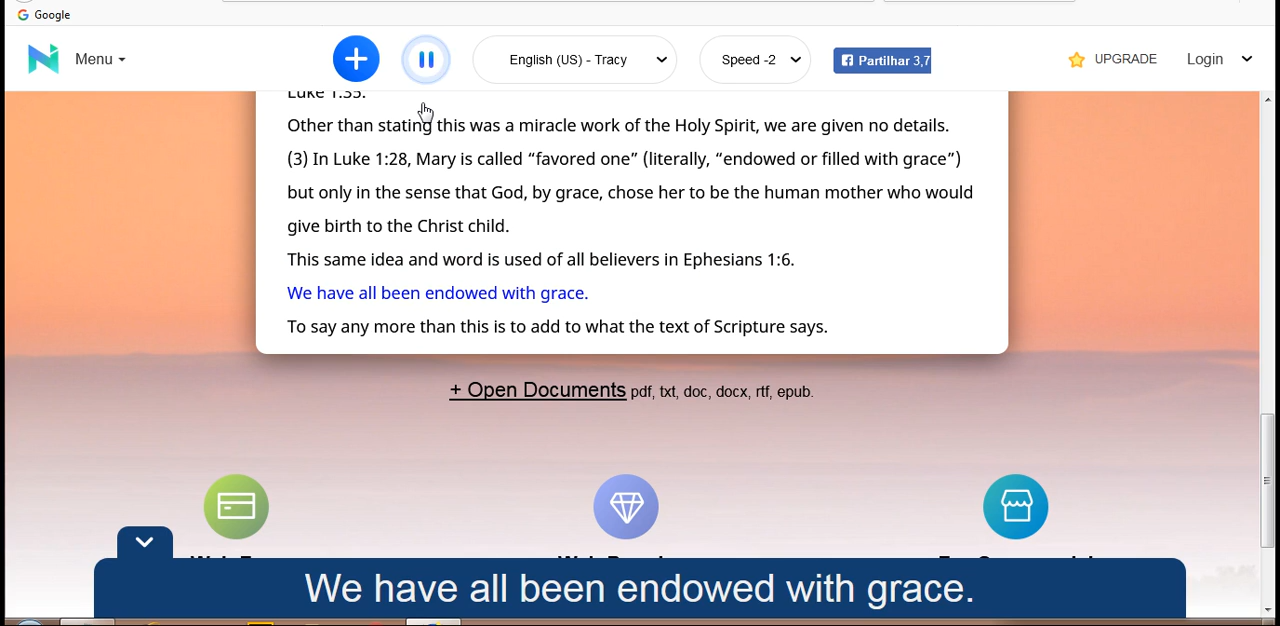 Google
Menu
English (US) - Tracy
Speed -2
Partilhar 3,7
UPGRADE
Login
Luke 1:35.
Other than stating this was a miracle work of the Holy Spirit, we are given no details.
(3) In Luke 1:28, Mary is called “favored one” (literally, “endowed or filled with grace”)
but only in the sense that God, by grace, chose her to be the human mother who would
give birth to the Christ child.
This same idea and word is used of all believers in Ephesians 1:6.
We have all been endowed with grace.
To say any more than this is to add to what the text of Scripture says.
+ Open Documents pdf, txt, doc, docx, rtf, epub.
We have all been endowed with grace.